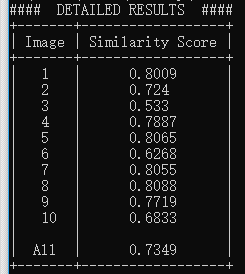 ####  DETAILED RESULTS  ####
+-------+------------------+
| Image | Similarity Score |
+-------+------------------+
|   1   |      0.8009      |
|   2   |      0.724       |
|   3   |      0.533       |
|   4   |      0.7887      |
|   5   |      0.8065      |
|   6   |      0.6268      |
|   7   |      0.8055      |
|   8   |      0.8088      |
|   9   |      0.7719      |
|   10  |      0.6833      |
|       |                  |
|  All  |      0.7349      |
+-------+------------------+